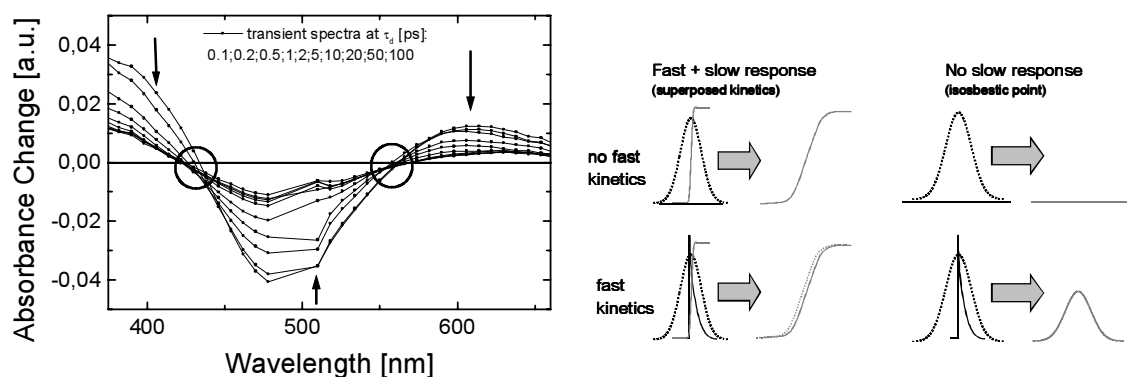 transient spectra at τd [ps]:
0.1;0.2;0.5;1;2;5;10;20;50;100
Absorbance Change [a.u.]
0,04
0,02
0,00
-0,02
-0,04
400
500
600
Wavelength [nm]
Fast + slow response
(superposed kinetics)
No slow response
(isosbestic point)
no fast
kinetics
fast
kinetics